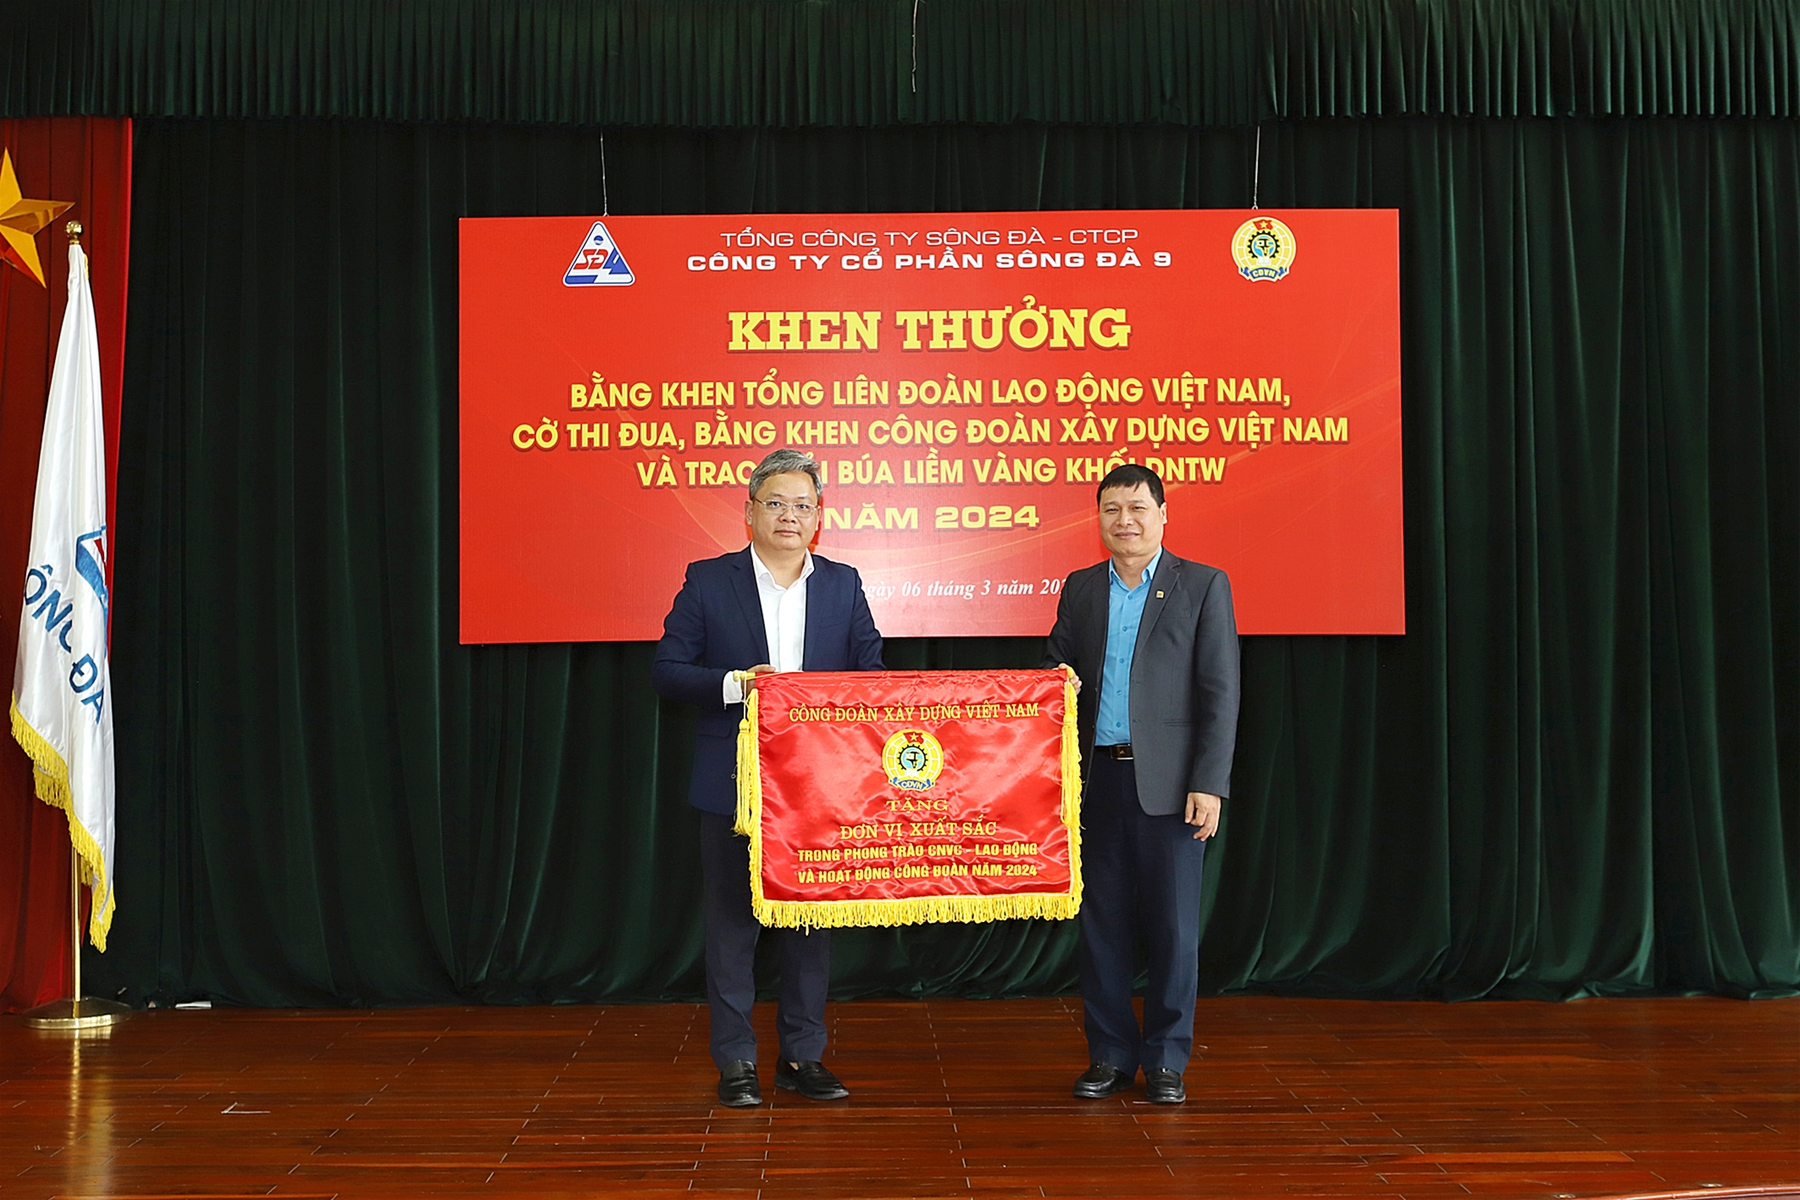 TỔNG CÔNG TY SÔNG ĐÀ - CTCP
CÔNG TY CỔ PHẦN SÔNG ĐÀ 9
CĐVN
KHEN THƯỞNG
BẰNG KHEN TỔNG LIÊN ĐOÀN LAO ĐỘNG VIỆT NAM,
CỜ THI ĐUA, BẰNG KHEN CÔNG ĐOÀN XÂY DỰNG VIỆT NAM
VÀ TRAO BÚA LIỀM VÀNG KHỐI DNTW
NĂM 2024
06 tháng 3 năm
ĐÀ
CÔNG ĐOÀN XÂY DỰNG VIỆT NAM
CĐVN
TẶNG
ĐƠN VỊ XUẤT SẮC
TRONG PHONG TRÀO CNVC - LAO ĐỘNG
VÀ HOẠT ĐỘNG CÔNG ĐOÀN NĂM 2024